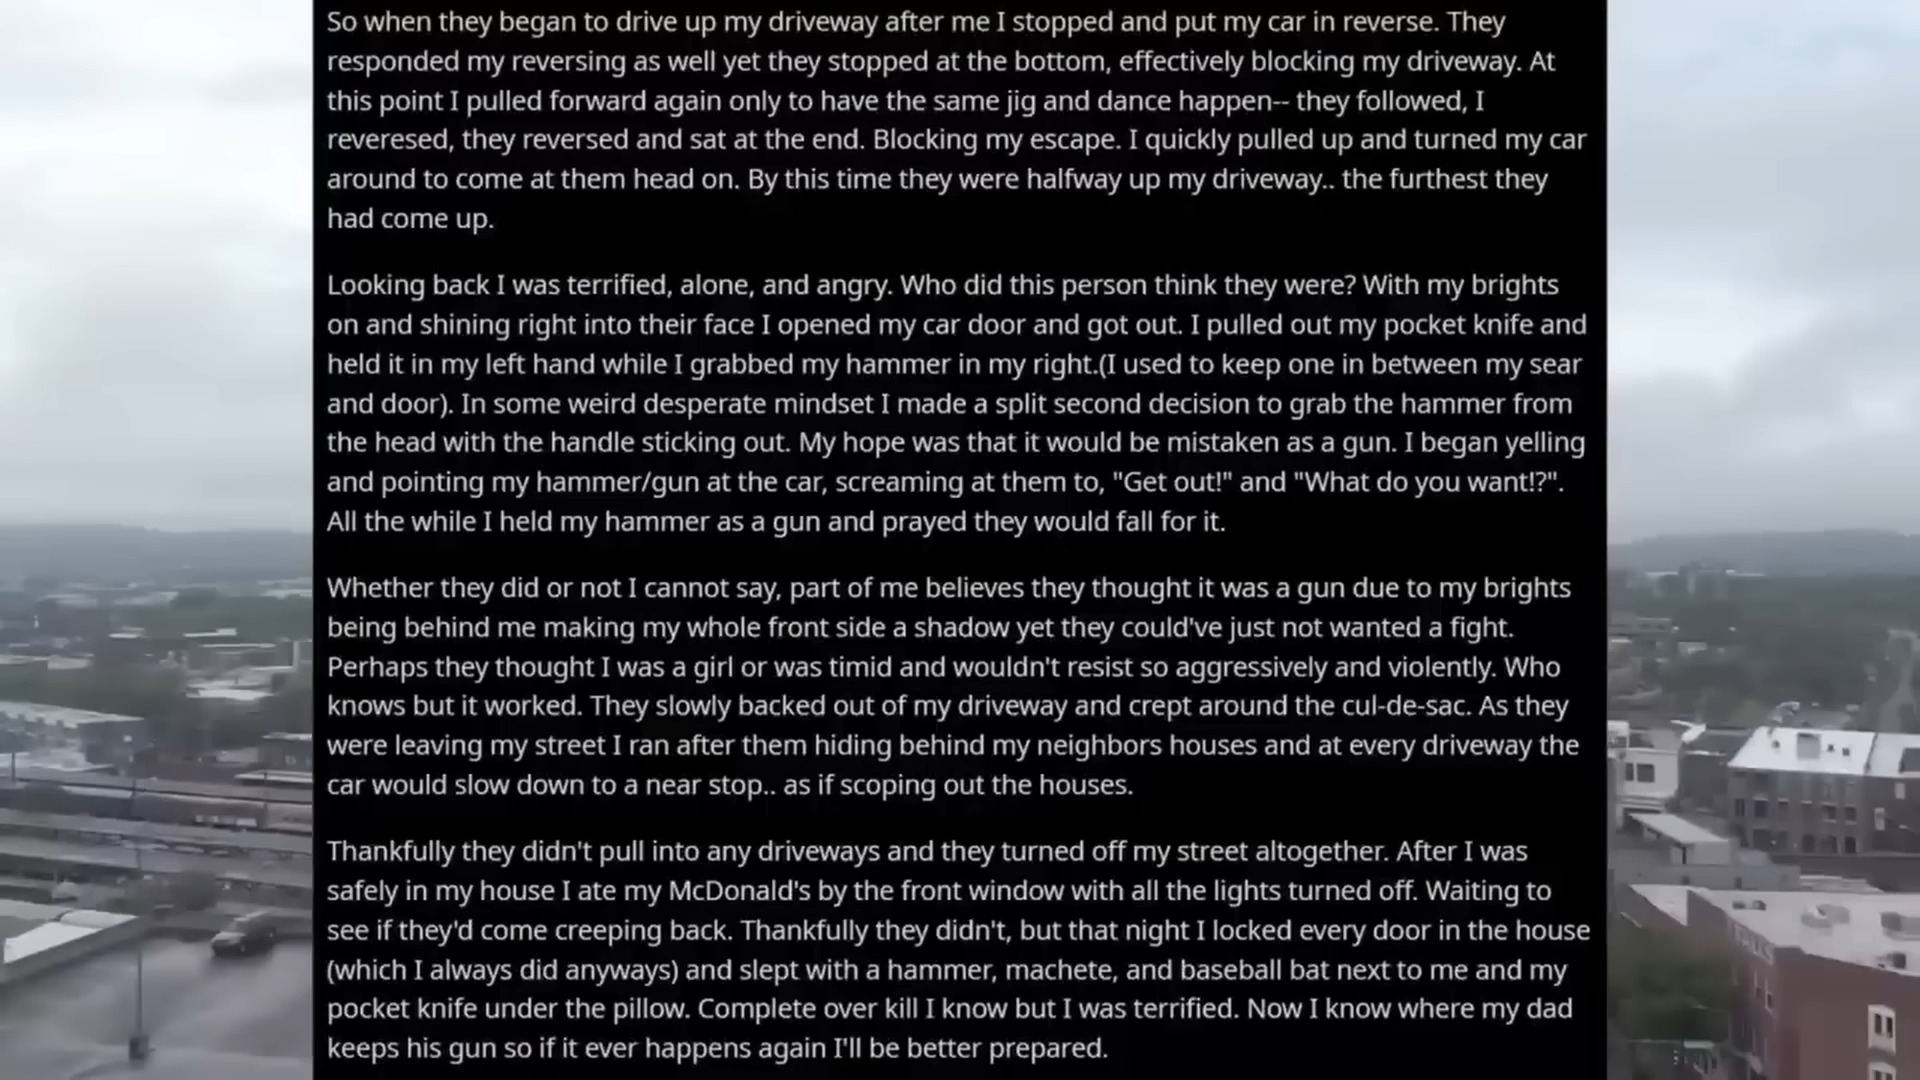 So when they began to drive up my driveway after me I stopped and put my car in reverse. They
responded my reversing as well yet they stopped at the bottom, effectively blocking my driveway. At
this point I pulled forward again only to have the same jig and dance happen-- they followed, I
reveresed, they reversed and sat at the end. Blocking my escape. I quickly pulled up and turned my car
around to come at them head on. By this time they were halfway up my driveway.. the furthest they
had come up.
Looking back I was terrified, alone, and angry. Who did this person think they were? With my brights
on and shining right into their face I opened my car door and got out. I pulled out my pocket knife and
held it in my left hand while I grabbed my hammer in my right.(I used to keep one in between my sear
and door). In some weird desperate mindset I made a split second decision to grab the hammer from
the head with the handle sticking out. My hope was that it would be mistaken as a gun. I began yelling
and pointing my hammer/gun at the car, screaming at them to, "Get out!" and "What do you want!?".
All the while I held my hammer as a gun and prayed they would fall for it.
Whether they did or not I cannot say, part of me believes they thought it was a gun due to my brights
being behind me making my whole front side a shadow yet they could've just not wanted a fight.
Perhaps they thought I was a girl or was timid and wouldn't resist so aggressively and violently. Who
knows but it worked. They slowly backed out of my driveway and crept around the cul-de-sac. As they
were leaving my street I ran after them hiding behind my neighbors houses and at every driveway the
car would slow down to a near stop.. as if scoping out the houses.
Thankfully they didn't pull into any driveways and they turned off my street altogether. After I was
safely in my house I ate my McDonald's by the front window with all the lights turned off. Waiting to
see if they'd come creeping back. Thankfully they didn't, but that night I locked every door in the house
(which I always did anyways) and slept with a hammer, machete, and baseball bat next to me and my
pocket knife under the pillow. Complete over kill I know but I was terrified. Now I know where my dad
keeps his gun so if it ever happens again I'll be better prepared.